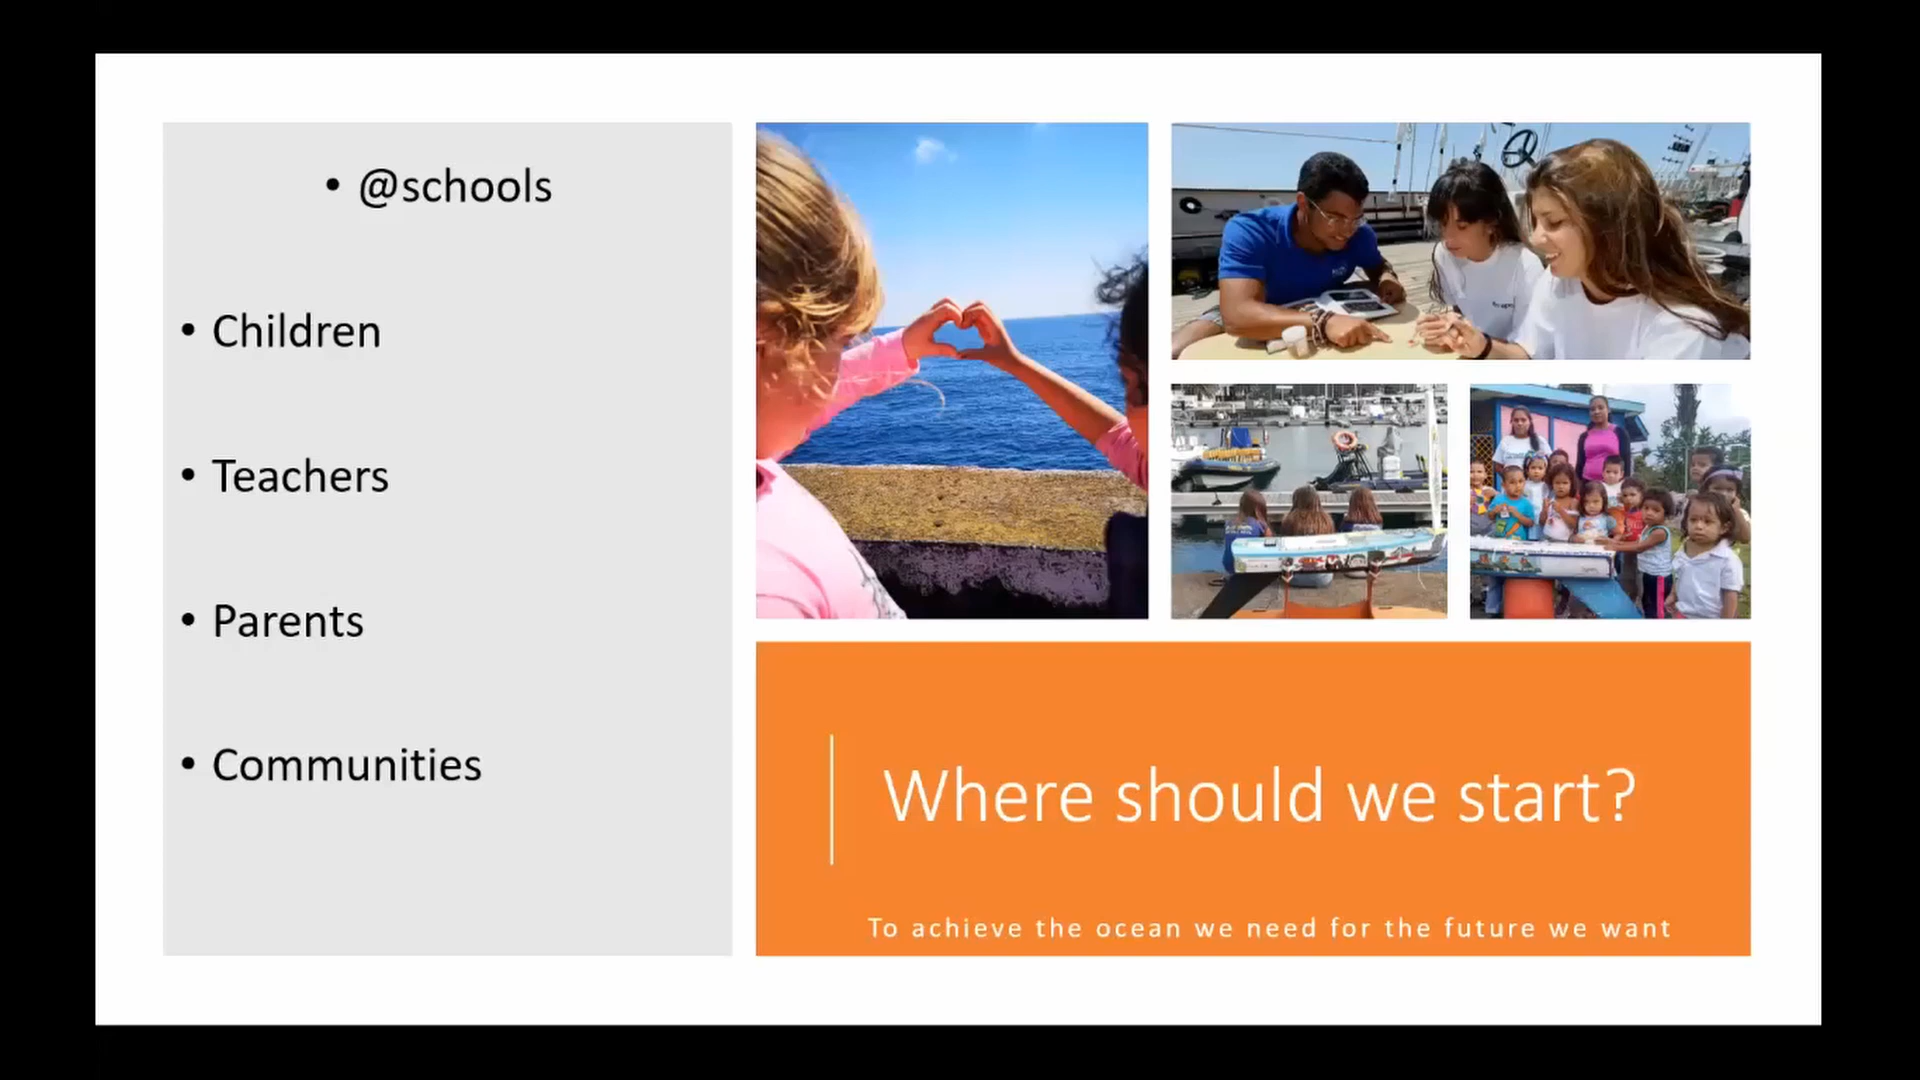 • @schools
• Children
• Teachers
• Parents
• Communities
Where should we start?
To achieve the ocean we need for the future we want